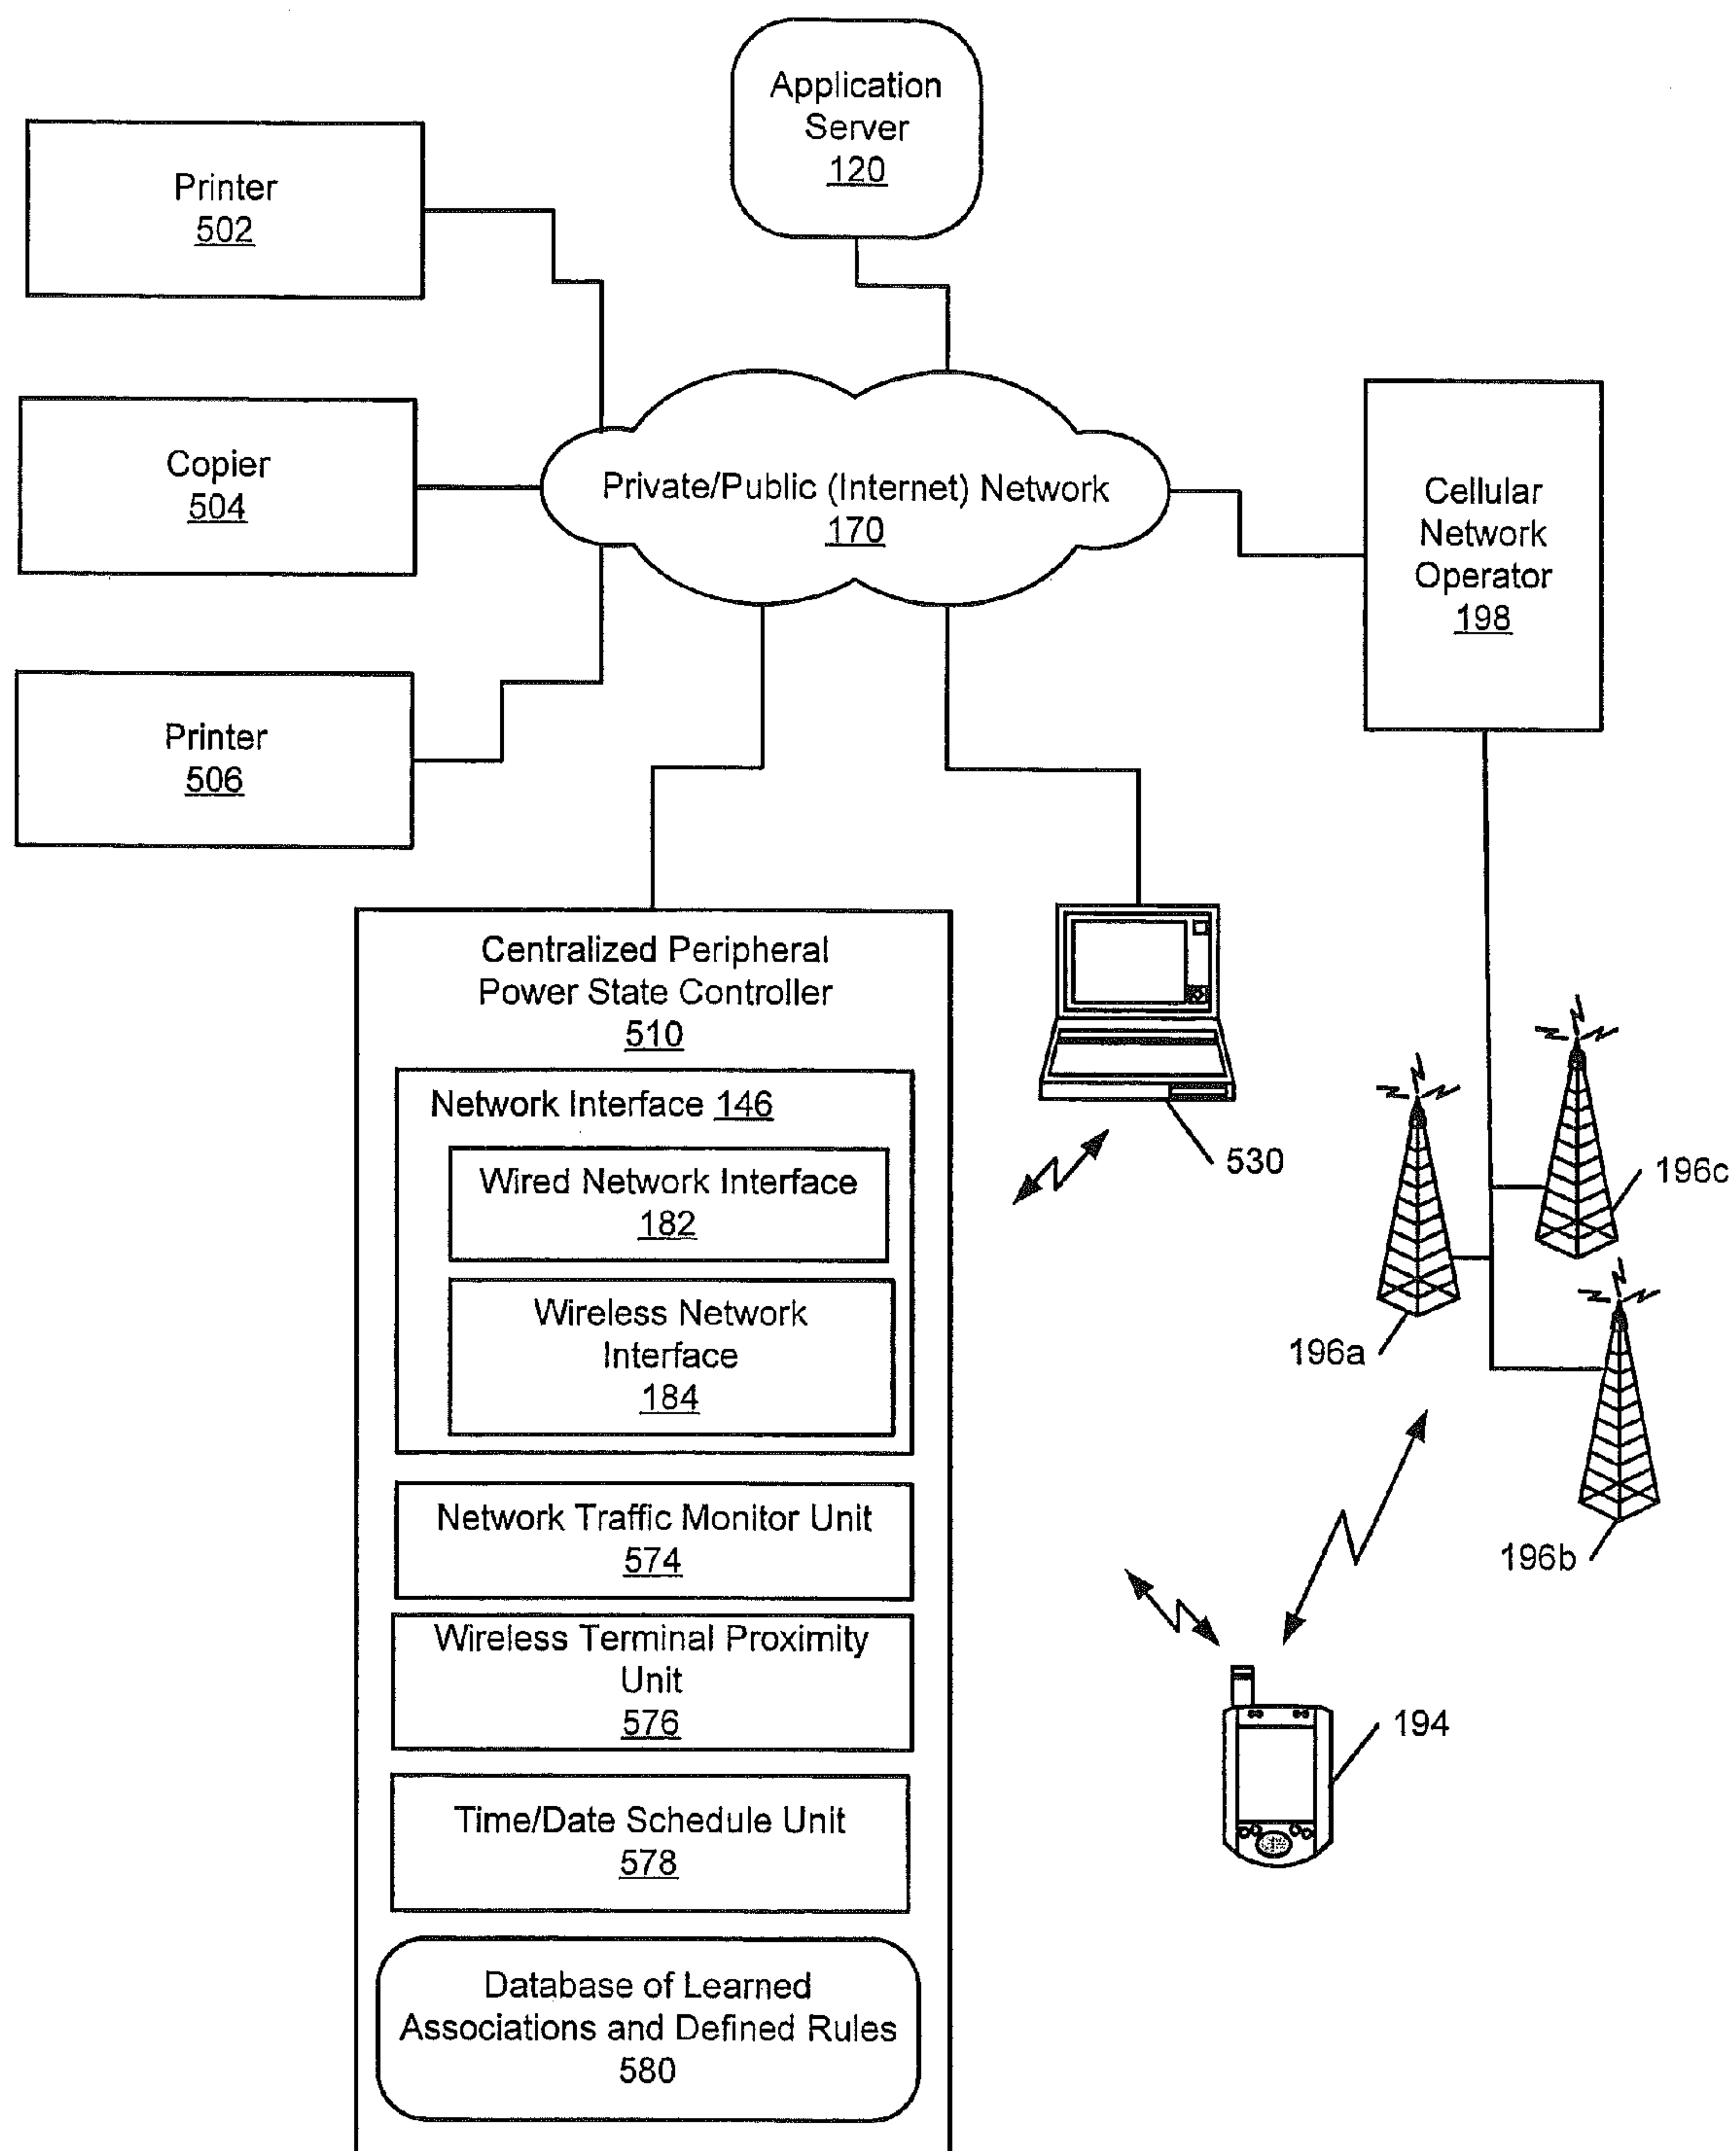 Application
Server
120
Printer
502
Copier
504
Printer
506
Private/Public (Internet) Network
170
Cellular
Network
Operator
198
Centralized Peripheral
Power State Controller
510
Network Interface 146
Wired Network Interface
182
Wireless Network
Interface
184
Network Traffic Monitor Unit
574
Wireless Terminal Proximity
Unit
576
Time/Date Schedule Unit
578
Database of Learned
Associations and Defined Rules
580
530
196c
196a
196b
194